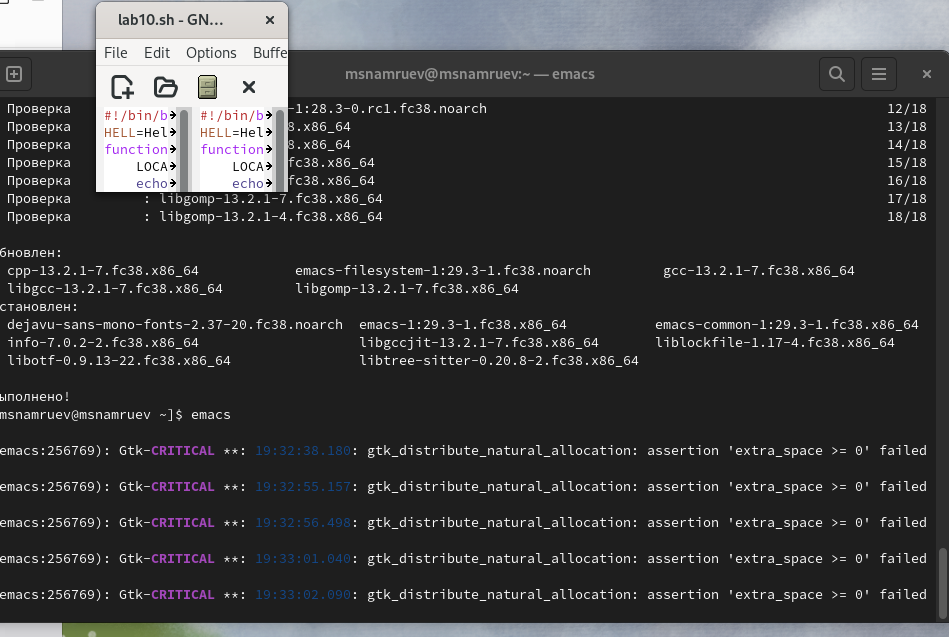 lab10.sh - GN...
File Edit Options Buffe
#!/bin/b #!/bin/b
HELL=Hel HELL=Hel
function function
LOCA LOCA
echo echo
msnamruev@msnamruev:~ — emacs
Проверка -1:28.3-0.rc1.fc38.noarch 12/18
Проверка 8.x86_64 13/18
Проверка 8.x86_64 14/18
Проверка fc38.x86_64 15/18
Проверка fc38.x86_64 16/18
Проверка : libgomp-13.2.1-7.fc38.x86_64 17/18
Проверка : libgomp-13.2.1-4.fc38.x86_64 18/18
бновлен:
cpp-13.2.1-7.fc38.x86_64 emacs-filesystem-1:29.3-1.fc38.noarch gcc-13.2.1-7.fc38.x86_64
libgcc-13.2.1-7.fc38.x86_64 libgomp-13.2.1-7.fc38.x86_64
становлен:
dejavu-sans-mono-fonts-2.37-20.fc38.noarch emacs-1:29.3-1.fc38.x86_64 emacs-common-1:29.3-1.fc38.x86_64
info-7.0.2-2.fc38.x86_64 libgccjit-13.2.1-7.fc38.x86_64 liblockfile-1.17-4.fc38.x86_64
libotf-0.9.13-22.fc38.x86_64 libtree-sitter-0.20.8-2.fc38.x86_64
ыполнено!
msnamruev@msnamruev ~]$ emacs
emacs:256769): Gtk-CRITICAL **: 19:32:38.180: gtk_distribute_natural_allocation: assertion 'extra_space >= 0' failed
emacs:256769): Gtk-CRITICAL **: 19:32:55.157: gtk_distribute_natural_allocation: assertion 'extra_space >= 0' failed
emacs:256769): Gtk-CRITICAL **: 19:32:56.498: gtk_distribute_natural_allocation: assertion 'extra_space >= 0' failed
emacs:256769): Gtk-CRITICAL **: 19:33:01.040: gtk_distribute_natural_allocation: assertion 'extra_space >= 0' failed
emacs:256769): Gtk-CRITICAL **: 19:33:02.090: gtk_distribute_natural_allocation: assertion 'extra_space >= 0' failed